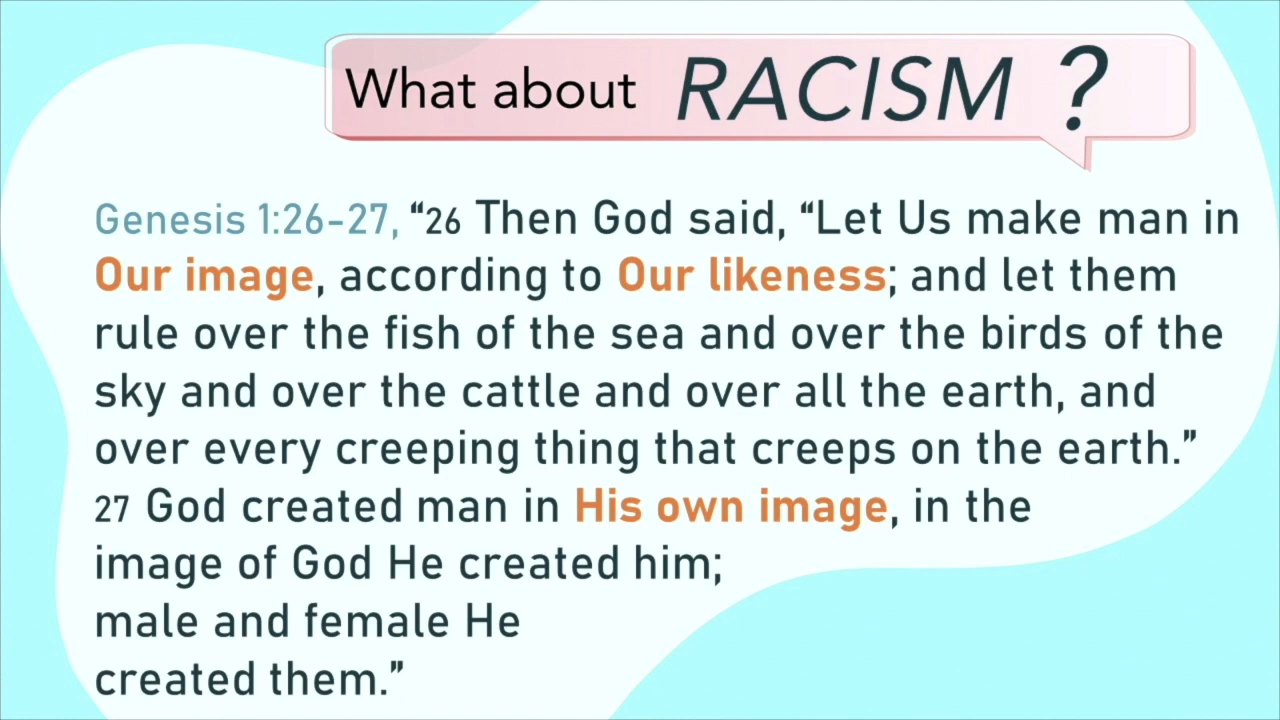 What about RACISM ?
Genesis 1:26-27, “26 Then God said, “Let Us make man in
Our image, according to Our likeness; and let them
rule over the fish of the sea and over the birds of the
sky and over the cattle and over all the earth, and
over every creeping thing that creeps on the earth.”
27 God created man in His own image, in the
image of God He created him;
male and female He
created them.”